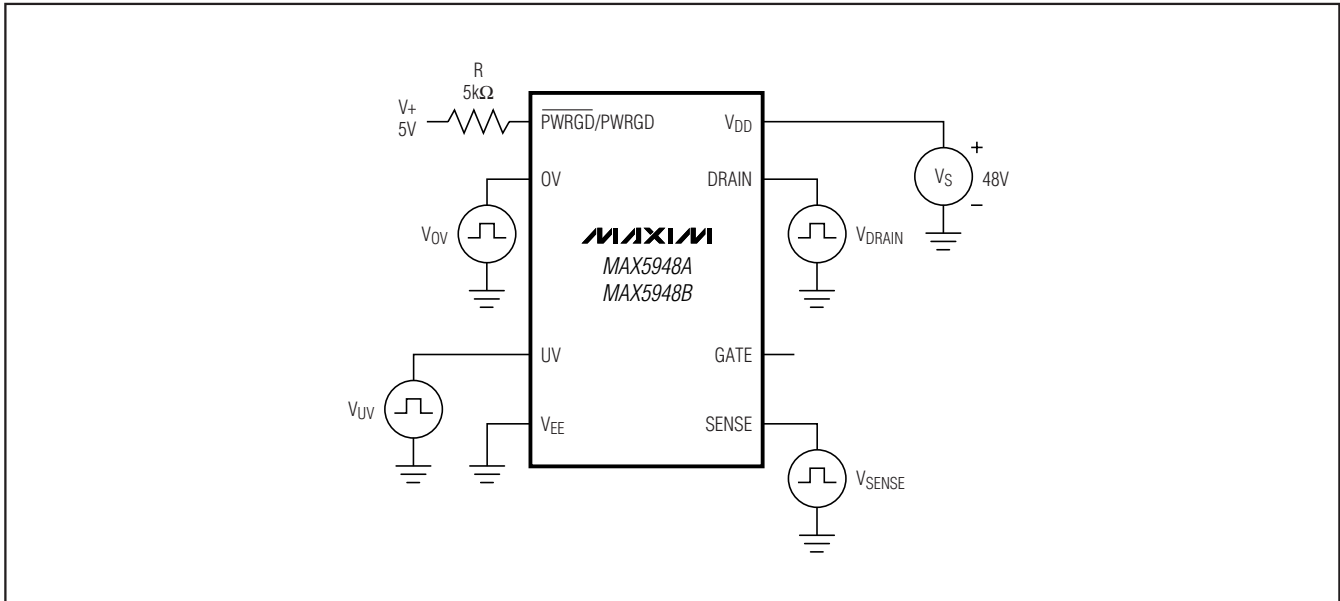 R
5kΩ
V+
5V
PWRGD/PWRGD
VDD
+
VS
48V
−
OV
DRAIN
VOV
VDRAIN
MAXIM
MAX5948A
MAX5948B
UV
GATE
VUV
VEE
SENSE
VSENSE